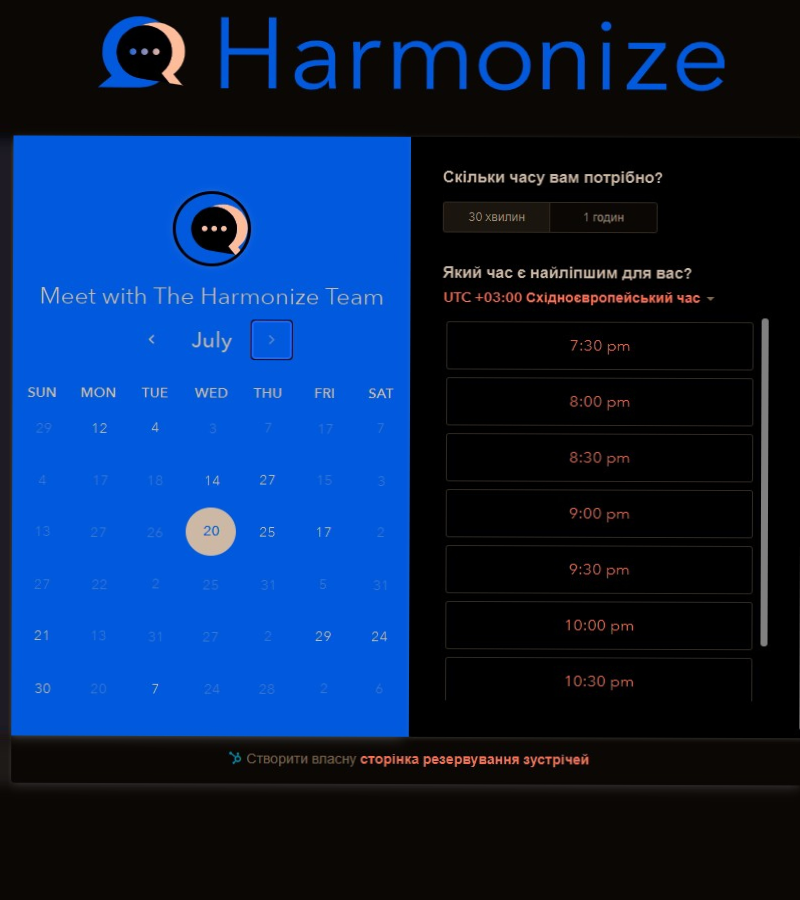 Harmonize
Meet with The Harmonize Team
July
SUN MON TUE WED THU FRI SAT
29 12 4 3 7 17 7
4 17 18 14 27 15 3
13 27 26 20 25 17 2
27 22 2 25 31 5 31
21 13 31 27 2 29 24
30 20 7 24 28 2 6
Скільки часу вам потрібно?
30 хвилин 1 годин
Який час є найліпшим для вас?
UTC +03:00 Східноєвропейський час
7:30 pm
8:00 pm
8:30 pm
9:00 pm
9:30 pm
10:00 pm
10:30 pm
Створити власну сторінка резервування зустрічей